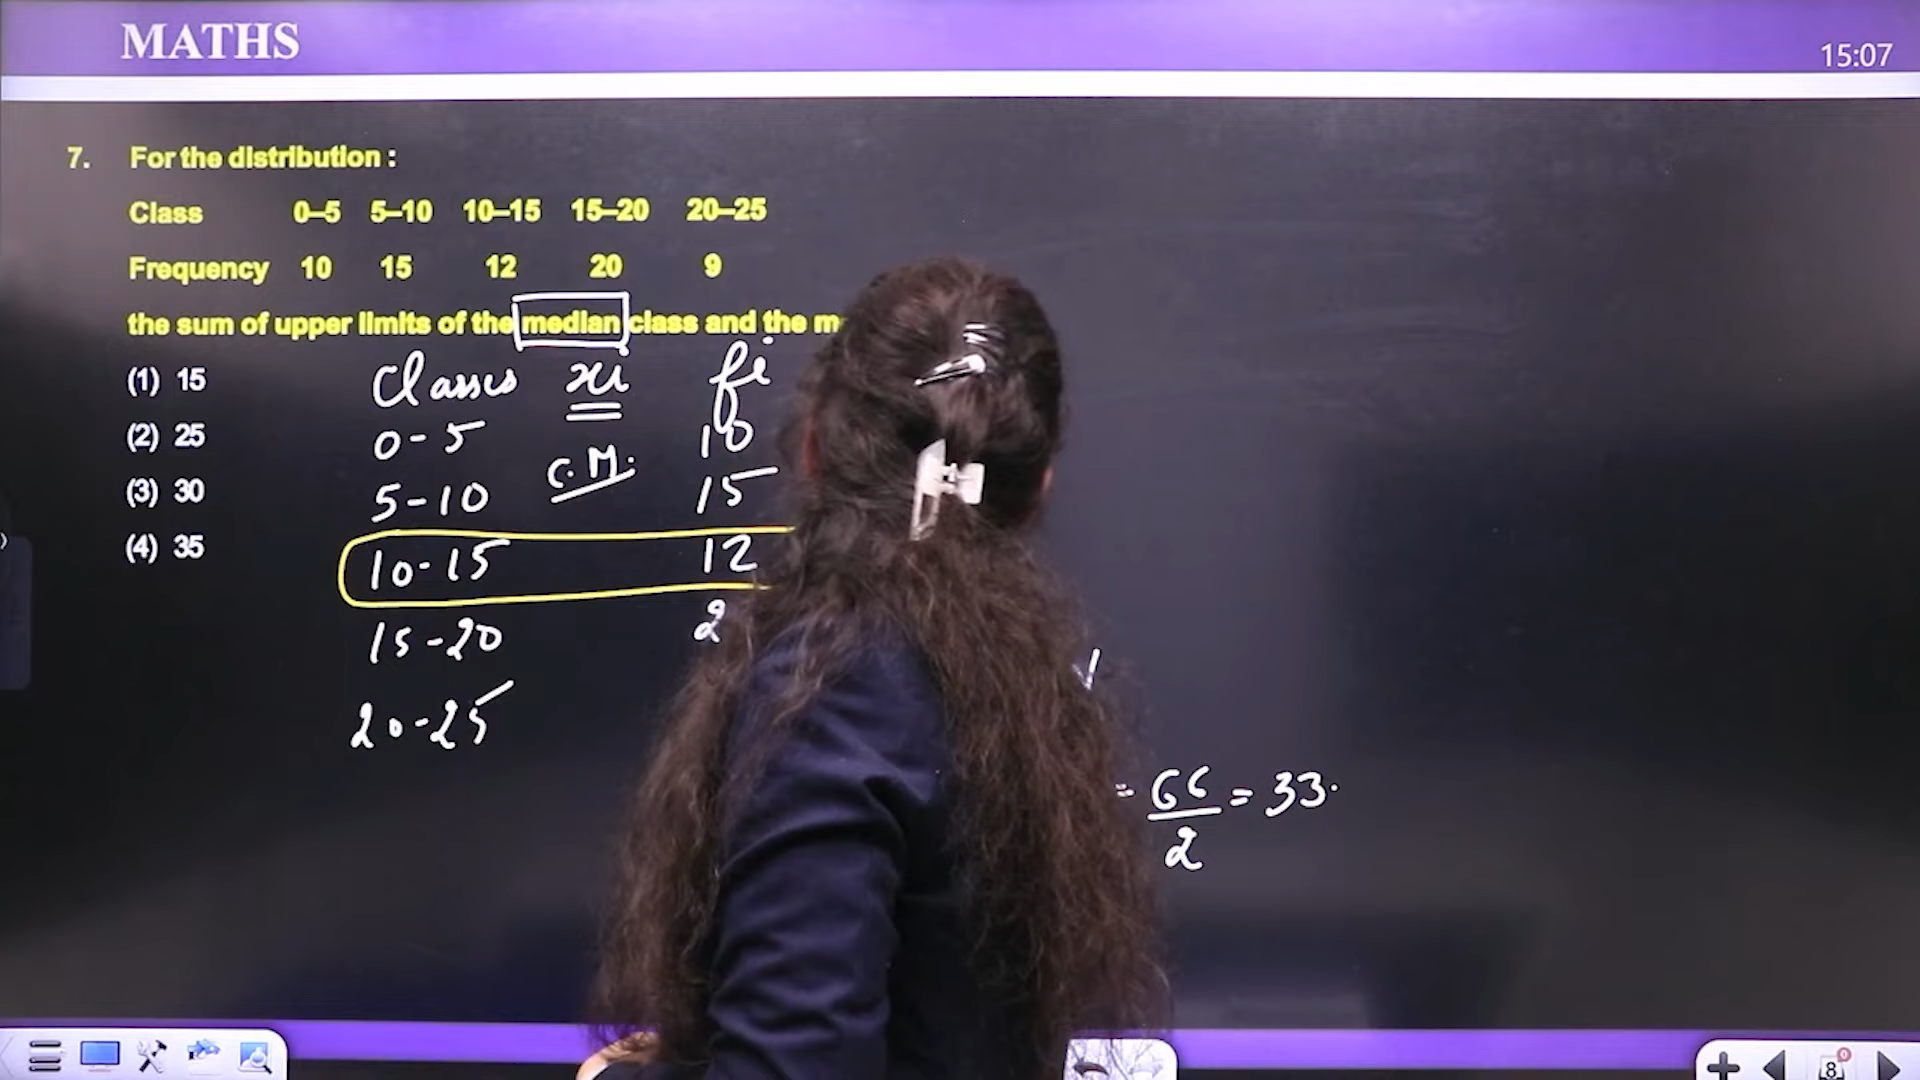 MATHS
15:07
7. For the distribution :
Class 0–5 5–10 10–15 15–20 20–25
Frequency 10 15 12 20 9
the sum of upper limits of the median class and the
(1) 15
(2) 25
(3) 30
(4) 35
Classes xi fi
0-5 10
C.M.
5-10 15
10-15 12
15-20 2
20-25
= 66/2 = 33.
8
0